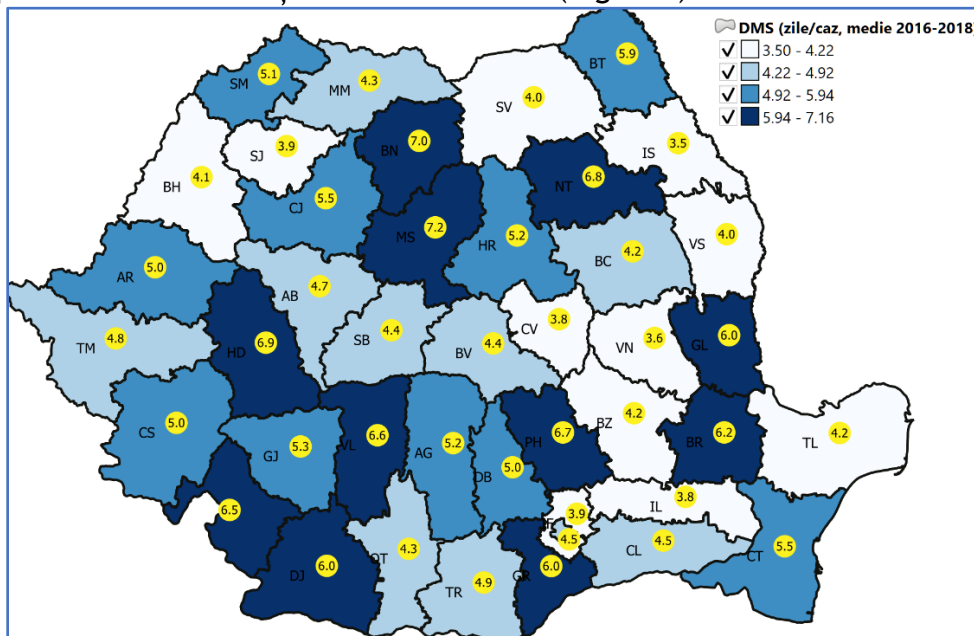 DMS (zile/caz, medie 2016-2018)
3.50 - 4.22
4.22 - 4.92
4.92 - 5.94
5.94 - 7.16
BT 5.9
SM 5.1
MM 4.3
SV 4.0
SJ 3.9
BN 7.0
IS 3.5
BH 4.1
CJ 5.5
NT 6.8
MS 7.2
HR 5.2
BC 4.2
VS 4.0
AR 5.0
AB 4.7
TM 4.8
HD 6.9
SB 4.4
BV 4.4
CV 3.8
VN 3.6
GL 6.0
CS 5.0
GJ 5.3
VL 6.6
AG 5.2
DB 5.0
PH 6.7
BZ 4.2
BR 6.2
TL 4.2
6.5
IL 3.8
3.9
4.5
DJ 6.0
OT 4.3
TR 4.9
GR 6.0
CL 4.5
CT 5.5